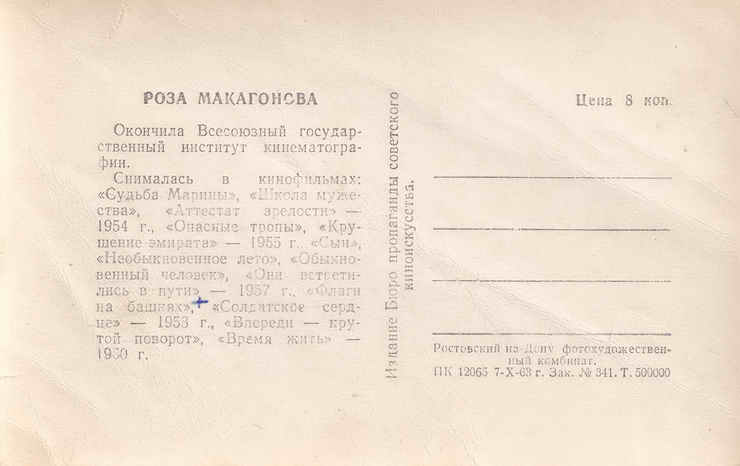 РОЗА МАКАГОНОВА
Окончила Всесоюзный государ-
ственный институт кинематогра-
фии.
Снималась в кинофильмах:
«Судьба Марины», «Школа муже-
ства», «Аттестат зрелости» —
1954 г., «Опасные тропы», «Кру-
шение эмирата» — 1955 г., «Сын»,
«Необыкновенное лето», «Обыкно-
венный человек», «Они встрети-
лись в пути» — 1957 г., «Флаги
на башнях», «Солдатское серд-
це» — 1958 г., «Впереди — кру-
той поворот», «Время жить» —
1960 г.
Издание Бюро пропаганды советского
киноискусства.
Цена 8 коп.
Ростовский на-Дону фотохудожествен-
ный комбинат.
ПК 12065 7-X-63 г. Зак. № 341. Т. 500000